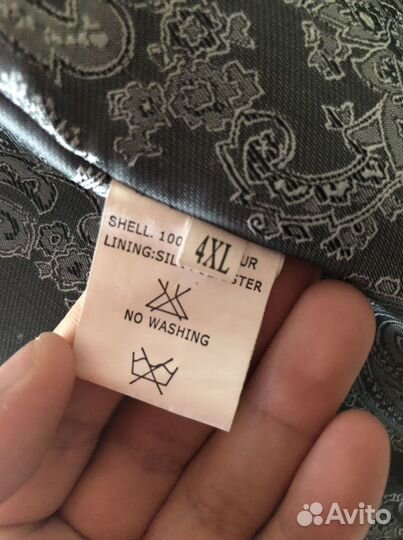 SHELL. 100 UR
4XL
LINING:SIL STER
NO WASHING
Avito